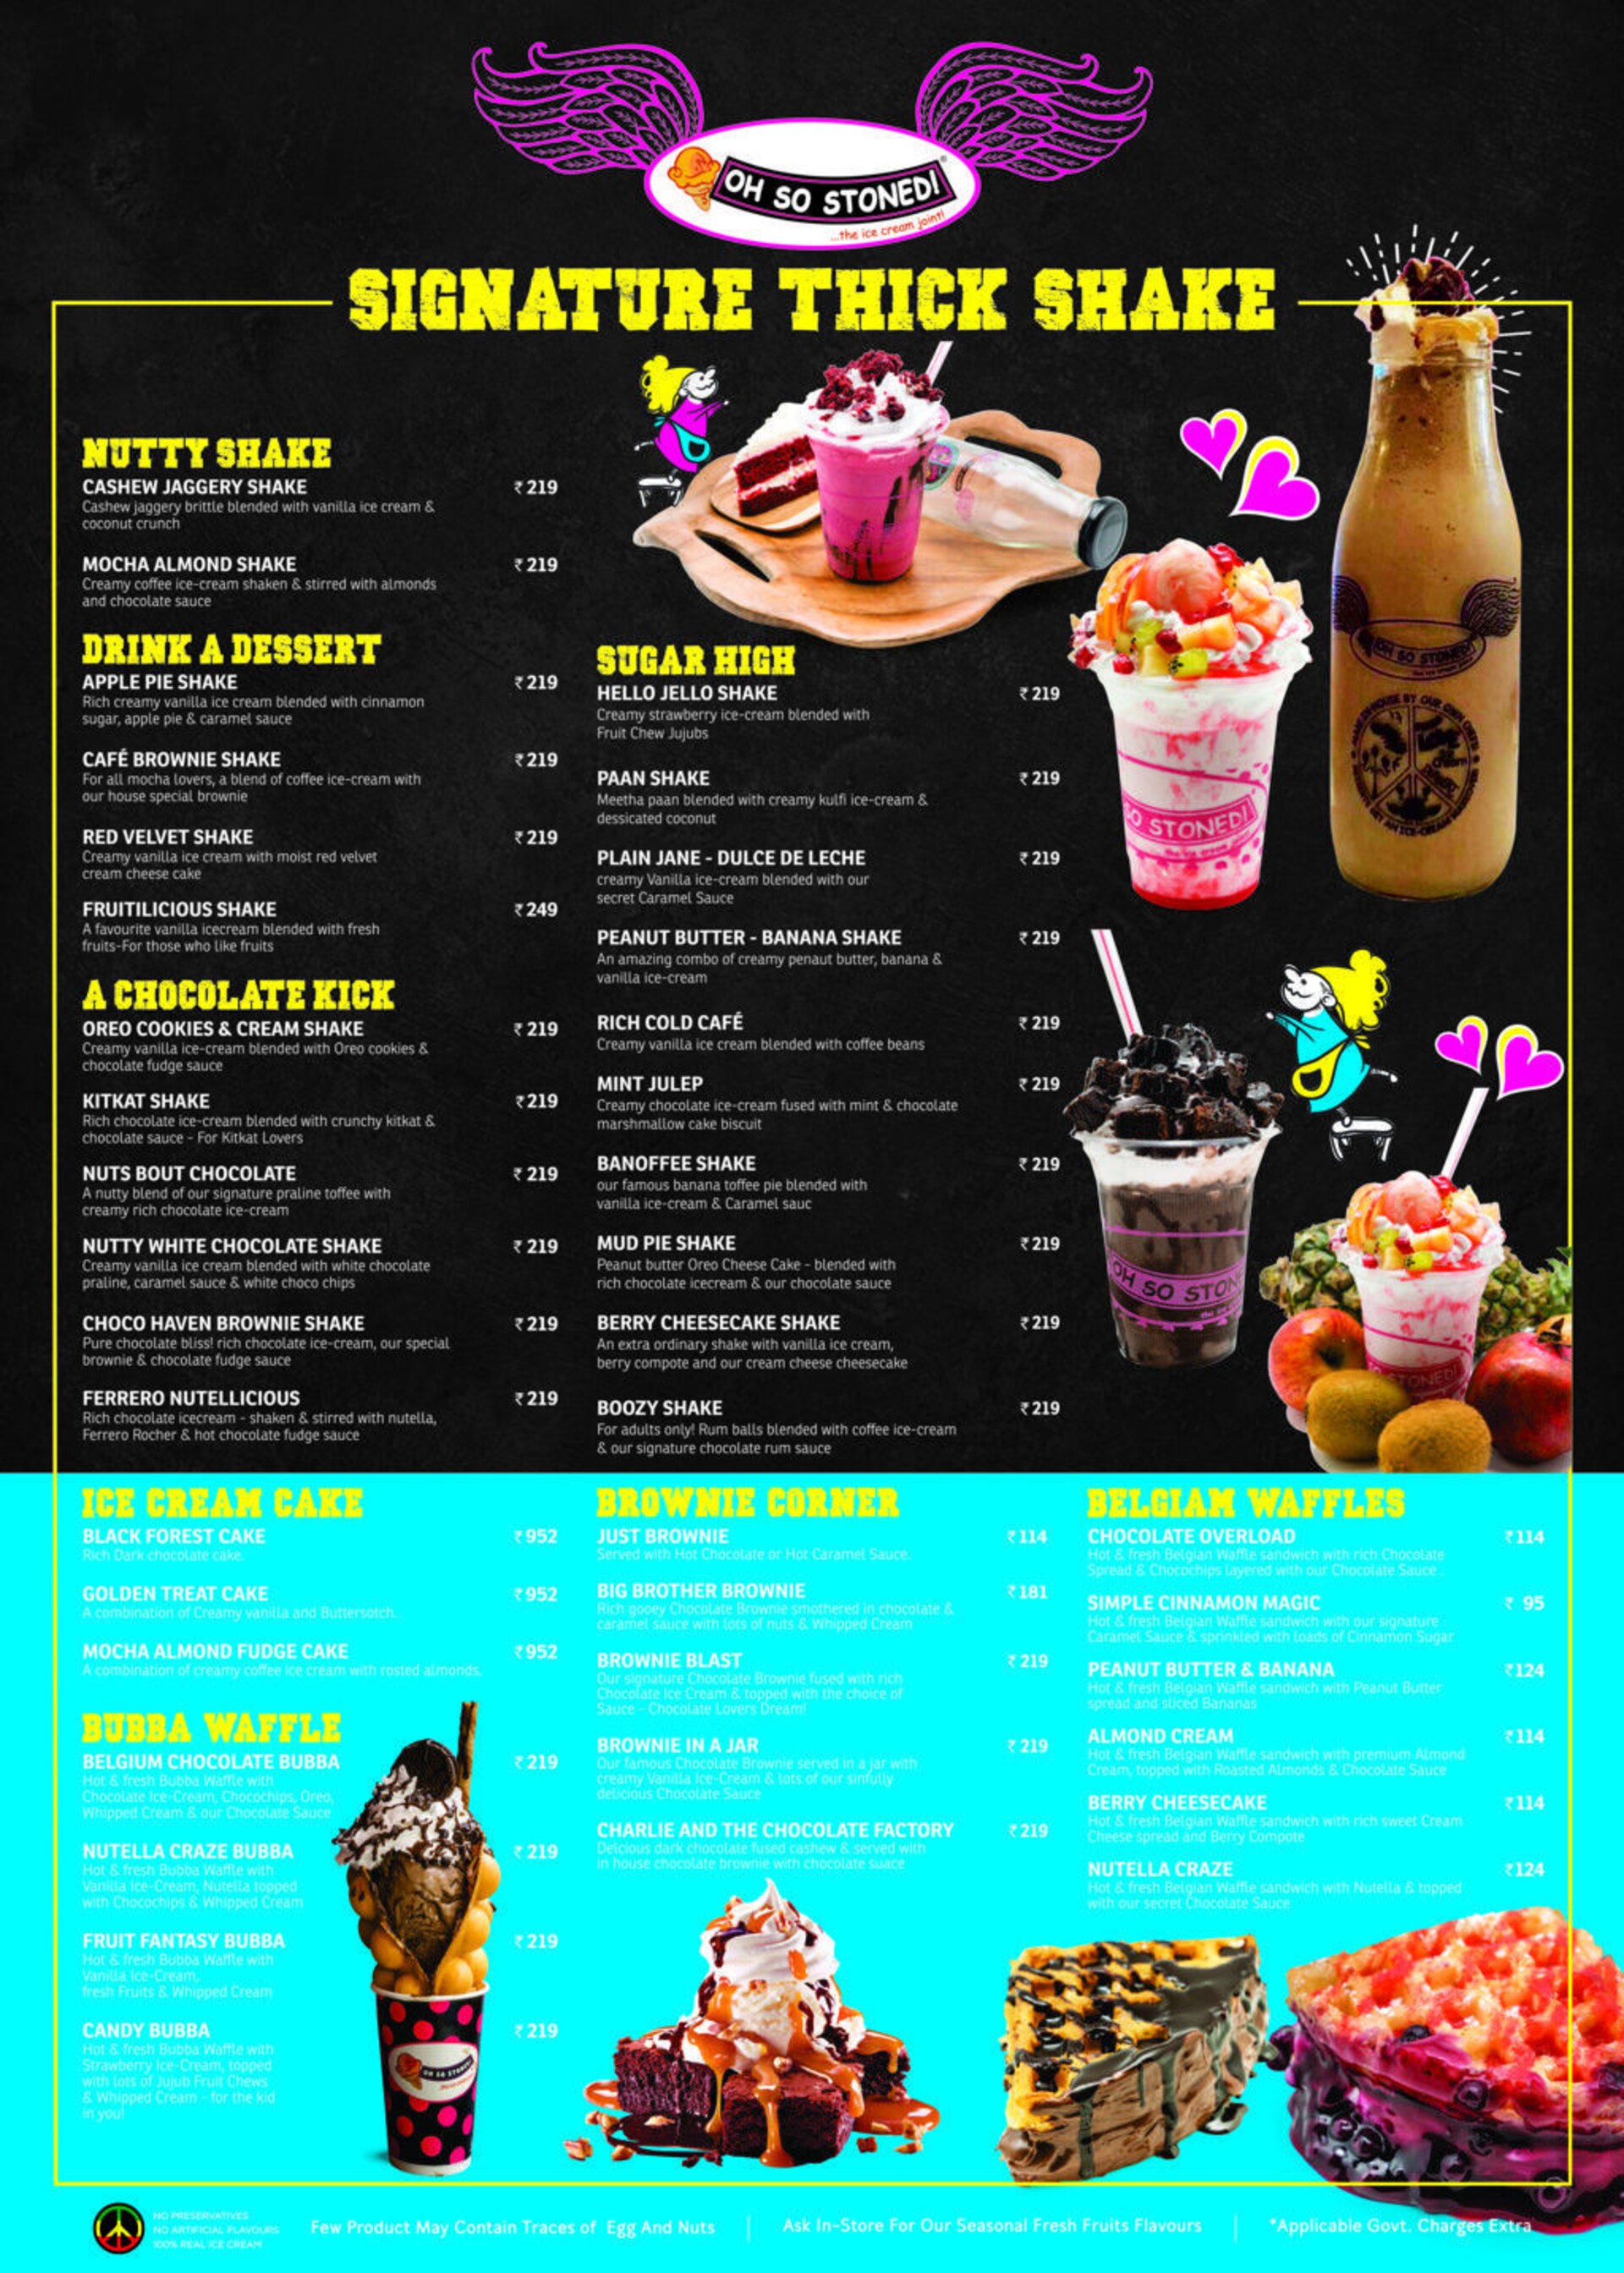 OH SO STONED!
...the ice cream joint!
SIGNATURE THICK SHAKE
NUTTY SHAKE
CASHEW JAGGERY SHAKE ₹ 219
Cashew jaggery brittle blended with vanilla ice cream &
coconut crunch
MOCHA ALMOND SHAKE ₹ 219
Creamy coffee ice-cream shaken & stirred with almonds
and chocolate sauce
DRINK A DESSERT
APPLE PIE SHAKE ₹ 219
Rich creamy vanilla ice cream blended with cinnamon
sugar, apple pie & caramel sauce
CAFÉ BROWNIE SHAKE ₹ 219
For all mocha lovers, a blend of coffee ice-cream with
our house special brownie
RED VELVET SHAKE ₹ 219
Creamy vanilla ice cream with moist red velvet
cream cheese cake
FRUITILICIOUS SHAKE ₹ 249
A favourite vanilla icecream blended with fresh
fruits-For those who like fruits
A CHOCOLATE KICK
OREO COOKIES & CREAM SHAKE ₹ 219
Creamy vanilla ice-cream blended with Oreo cookies &
chocolate fudge sauce
KITKAT SHAKE ₹ 219
Rich chocolate ice-cream blended with crunchy kitkat &
chocolate sauce - For Kitkat Lovers
NUTS BOUT CHOCOLATE ₹ 219
A nutty blend of our signature praline toffee with
creamy rich chocolate ice-cream
NUTTY WHITE CHOCOLATE SHAKE ₹ 219
Creamy vanilla ice cream blended with white chocolate
praline, caramel sauce & white choco chips
CHOCO HAVEN BROWNIE SHAKE ₹ 219
Pure chocolate bliss! rich chocolate ice-cream, our special
brownie & chocolate fudge sauce
FERRERO NUTELLICIOUS ₹ 219
Rich chocolate icecream - shaken & stirred with nutella,
Ferrero Rocher & hot chocolate fudge sauce
SUGAR HIGH
HELLO JELLO SHAKE ₹ 219
Creamy strawberry ice-cream blended with
Fruit Chew Jujubs
PAAN SHAKE ₹ 219
Meetha paan blended with creamy kulfi ice-cream &
dessicated coconut
PLAIN JANE - DULCE DE LECHE ₹ 219
creamy Vanilla ice-cream blended with our
secret Caramel Sauce
PEANUT BUTTER - BANANA SHAKE ₹ 219
An amazing combo of creamy penaut butter, banana &
vanilla ice-cream
RICH COLD CAFÉ ₹ 219
Creamy vanilla ice cream blended with coffee beans
MINT JULEP ₹ 219
Creamy chocolate ice-cream fused with mint & chocolate
marshmallow cake biscuit
BANOFFEE SHAKE ₹ 219
our famous banana toffee pie blended with
vanilla ice-cream & Caramel sauc
MUD PIE SHAKE ₹ 219
Peanut butter Oreo Cheese Cake - blended with
rich chocolate icecream & our chocolate sauce
BERRY CHEESECAKE SHAKE ₹ 219
An extra ordinary shake with vanilla ice cream,
berry compote and our cream cheese cheesecake
BOOZY SHAKE ₹ 219
For adults only! Rum balls blended with coffee ice-cream
& our signature chocolate rum sauce
OH SO STONED!
SO STONED!
OH SO STON
STONED!
ICE CREAM CAKE
BLACK FOREST CAKE ₹ 952
Rich Dark chocolate cake.
GOLDEN TREAT CAKE ₹ 952
A combination of Creamy vanilla and Buttersotch.
MOCHA ALMOND FUDGE CAKE ₹ 952
A combination of creamy coffee ice cream with rosted almonds.
BUBBA WAFFLE
BELGIUM CHOCOLATE BUBBA ₹ 219
Hot & fresh Bubba Waffle with
Chocolate Ice-Cream, Chocochips, Oreo,
Whipped Cream & our Chocolate Sauce
NUTELLA CRAZE BUBBA ₹ 219
Hot & fresh Bubba Waffle with
Vanilla Ice-Cream, Nutella topped
with Chocochips & Whipped Cream
FRUIT FANTASY BUBBA ₹ 219
Hot & fresh Bubba Waffle with
Vanilla Ice-Cream,
fresh Fruits & Whipped Cream
CANDY BUBBA ₹ 219
Hot & fresh Bubba Waffle with
Strawberry Ice-Cream, topped
with lots of Jujub Fruit Chews
& Whipped Cream - for the kid
in you!
OH SO STONED!
BROWNIE CORNER
JUST BROWNIE ₹ 114
Served with Hot Chocolate or Hot Caramel Sauce.
BIG BROTHER BROWNIE ₹ 181
Rich gooey Chocolate Brownie smothered in chocolate &
caramel sauce with lots of nuts & Whipped Cream
BROWNIE BLAST ₹ 219
Our signature Chocolate Brownie fused with rich
Chocolate Ice Cream & topped with the choice of
Sauce - Chocolate Lovers Dream!
BROWNIE IN A JAR ₹ 219
Our famous Chocolate Brownie served in a jar with
creamy Vanilla Ice-Cream & lots of our sinfully
delicious Chocolate Sauce
CHARLIE AND THE CHOCOLATE FACTORY ₹ 219
Delcious dark chocolate fused cashew & served with
in house chocolate brownie with chocolate suace
BELGIAM WAFFLES
CHOCOLATE OVERLOAD ₹ 114
Hot & fresh Belgian Waffle sandwich with rich Chocolate
Spread & Chocochips layered with our Chocolate Sauce .
SIMPLE CINNAMON MAGIC ₹ 95
Hot & fresh Belgian Waffle sandwich with our signature
Caramel Sauce & sprinkled with loads of Cinnamon Sugar
PEANUT BUTTER & BANANA ₹ 124
Hot & fresh Belgian Waffle sandwich with Peanut Butter
spread and sliced Bananas
ALMOND CREAM ₹ 114
Hot & fresh Belgian Waffle sandwich with premium Almond
Cream, topped with Roasted Almonds & Chocolate Sauce
BERRY CHEESECAKE ₹ 114
Hot & fresh Belgian Waffle sandwich with rich sweet Cream
Cheese spread and Berry Compote
NUTELLA CRAZE ₹ 124
Hot & fresh Belgian Waffle sandwich with Nutella & topped
with our secret Chocolate Sauce
NO PRESERVATIVES
NO ARTIFICIAL FLAVOURS
100% REAL ICE CREAM
Few Product May Contain Traces of Egg And Nuts
Ask In-Store For Our Seasonal Fresh Fruits Flavours
*Applicable Govt. Charges Extra